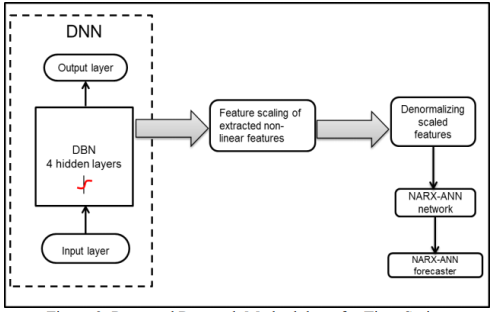 DNN
Output layer
DBN
4 hidden layers
Input layer
Feature scaling of
extracted non-
linear features
Denormalizing
scaled
features
NARX-ANN
network
NARX-ANN
forecaster